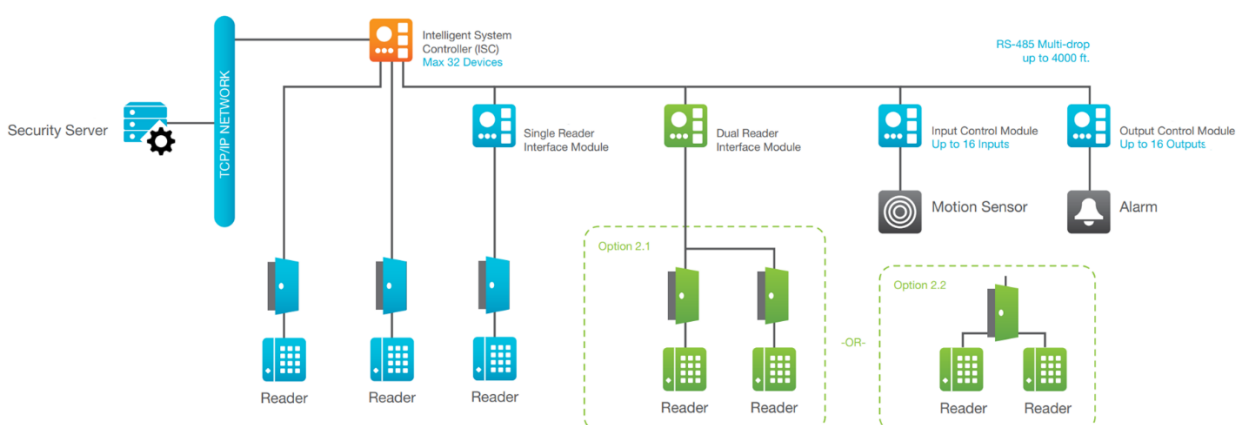 Security Server
TCP/IP NETWORK
Intelligent System
Controller (ISC)
Max 32 Devices
RS-485 Multi-drop
up to 4000 ft.
Single Reader
Interface Module
Dual Reader
Interface Module
Input Control Module
Up to 16 Inputs
Output Control Module
Up to 16 Outputs
Motion Sensor
Alarm
Option 2.1
Option 2.2
-OR-
Reader
Reader
Reader
Reader
Reader
Reader
Reader